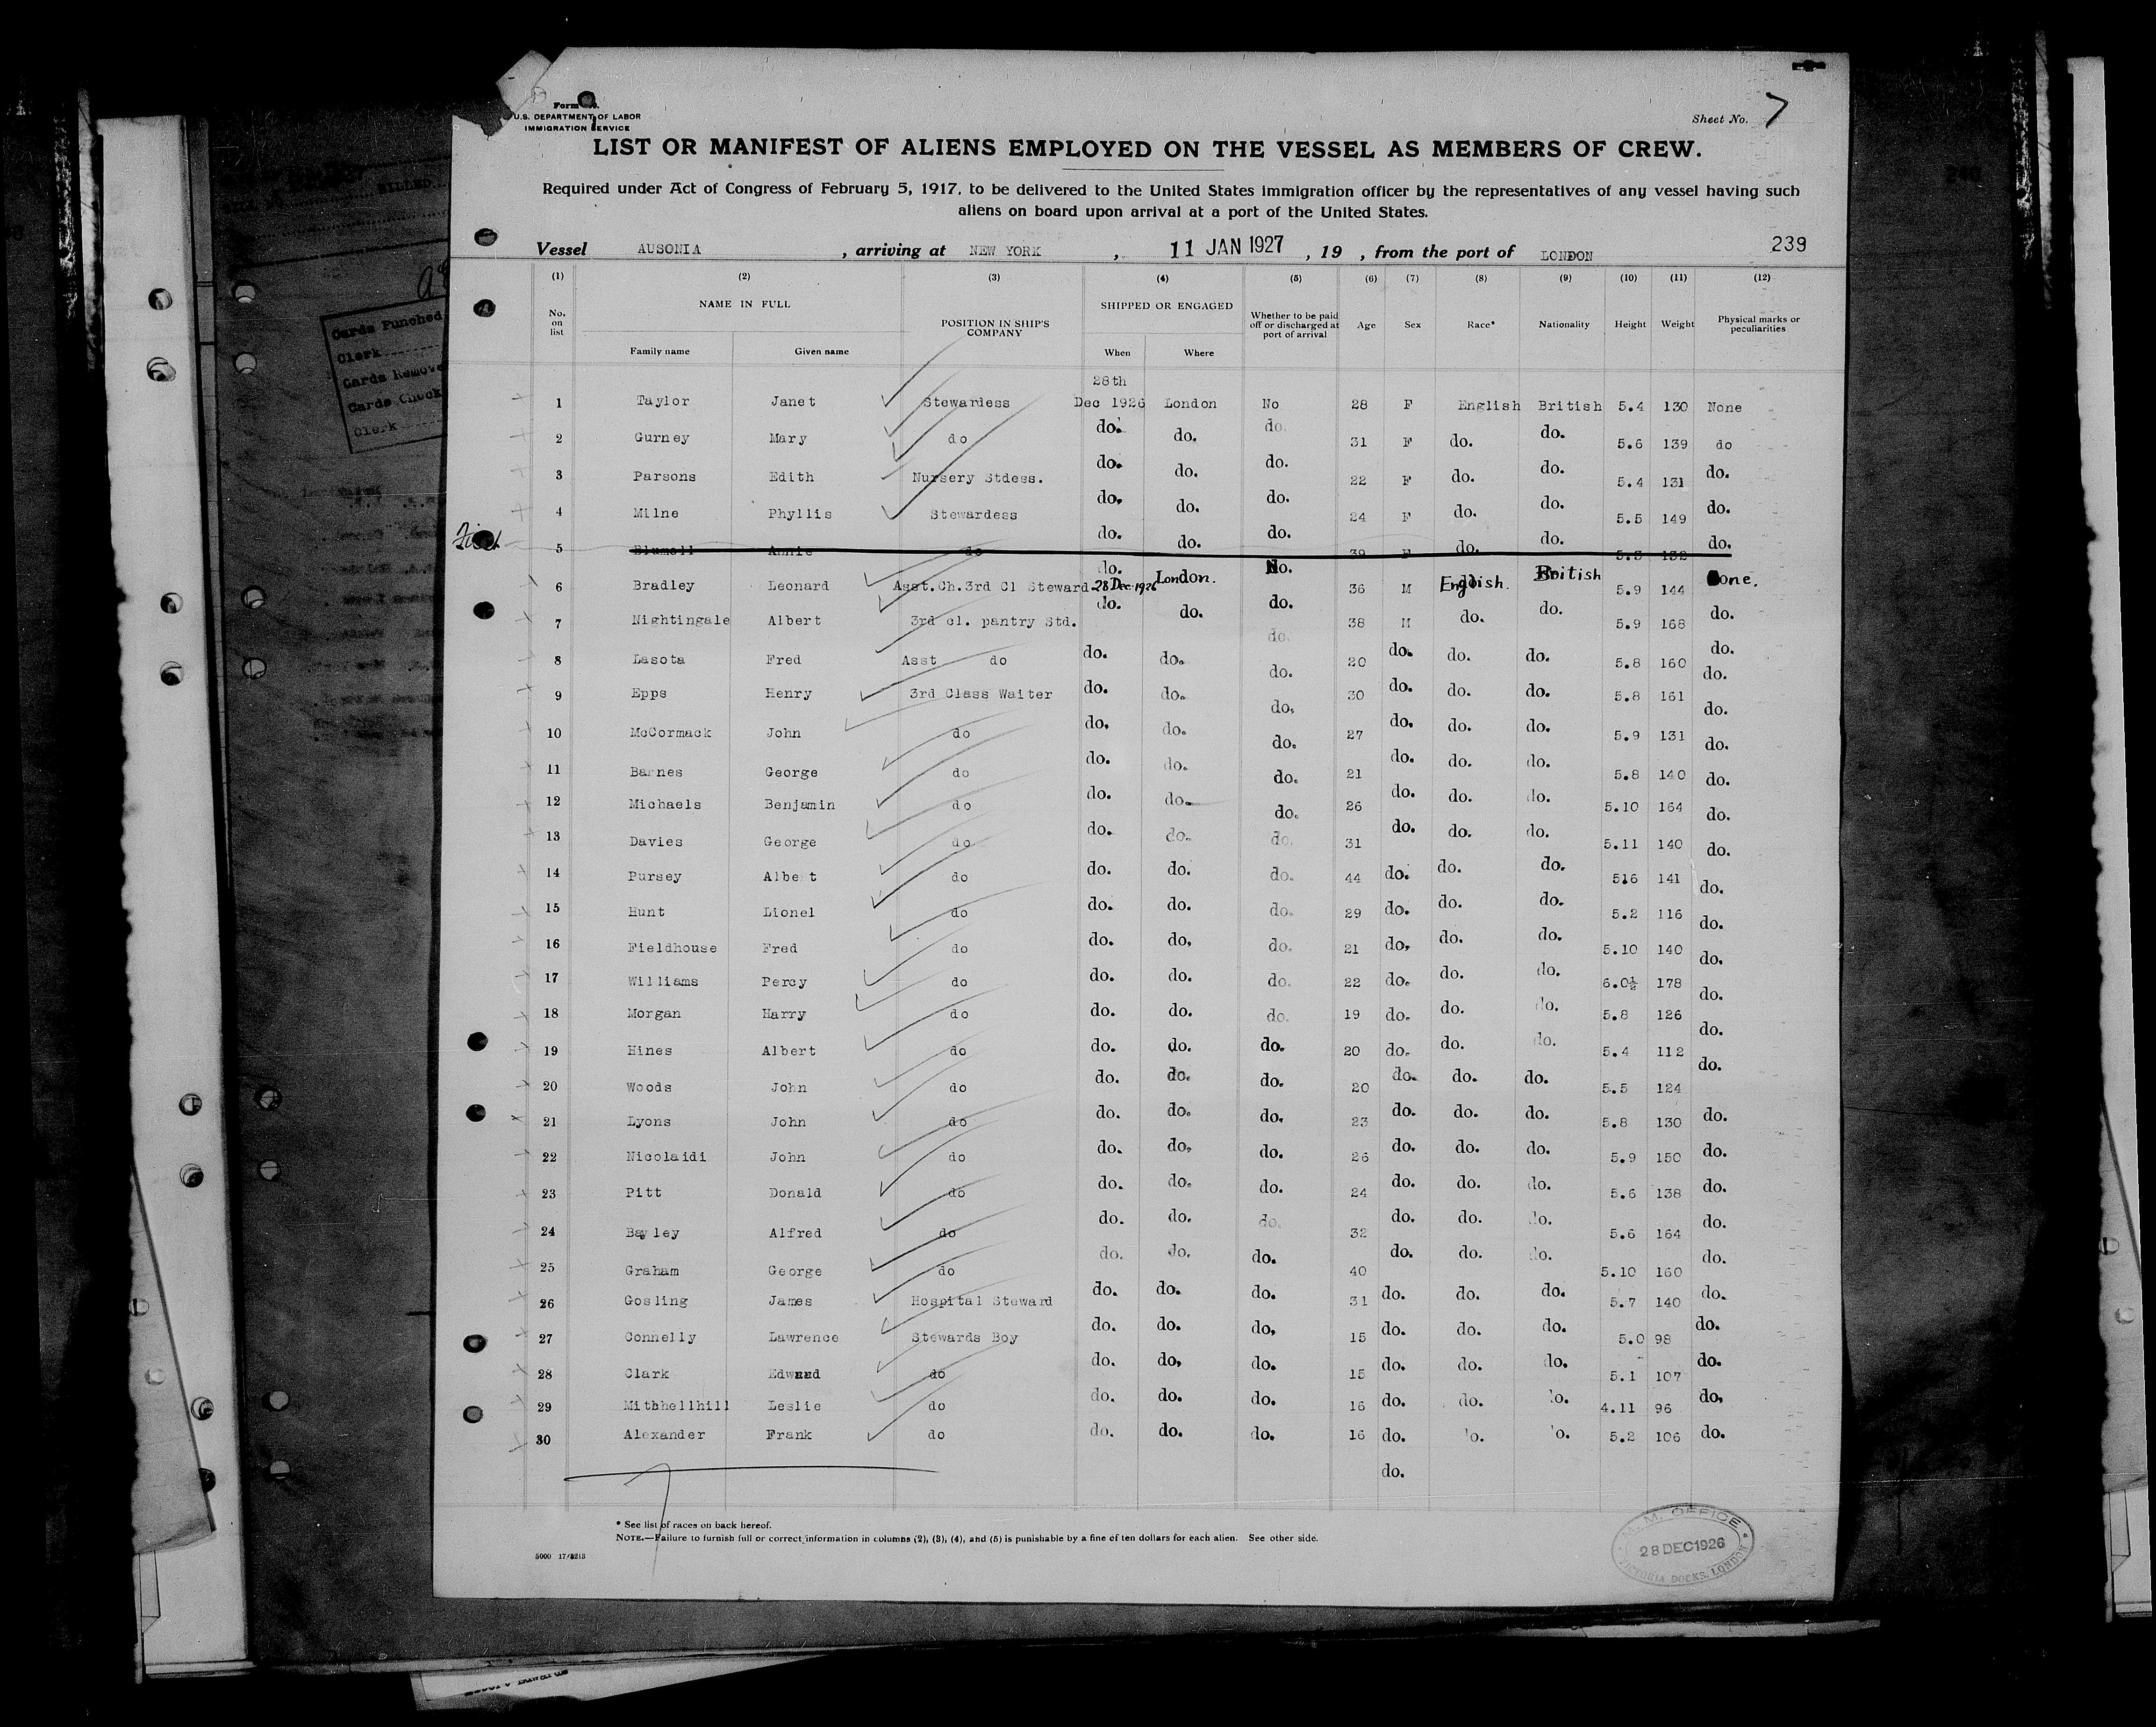 Form
U.S. DEPARTMENT OF LABOR
IMMIGRATION SERVICE
Sheet No. 7
LIST OR MANIFEST OF ALIENS EMPLOYED ON THE VESSEL AS MEMBERS OF CREW.
Required under Act of Congress of February 5, 1917, to be delivered to the United States immigration officer by the representatives of any vessel having such
aliens on board upon arrival at a port of the United States.
Vessel AUSONIA, arriving at NEW YORK, 11 JAN 1927, 19 , from the port of LONDON 239
(1) (2) (3) (4) (5) (6) (7) (8) (9) (10) (11) (12)
No. on list NAME IN FULL Family name Given name POSITION IN SHIP'S COMPANY SHIPPED OR ENGAGED When Where Whether to be paid off or discharged at port of arrival Age Sex Race* Nationality Height Weight Physical marks or peculiarities
28th
1 Taylor Janet Stewardess Dec 1926 London No 28 F English British 5.4 130 None
2 Gurney Mary do do. do. do. 31 F do. do. 5.6 139 do
3 Parsons Edith Nursery Stdess. do. do. do. 22 F do. do. 5.4 131 do.
4 Milne Phyllis Stewardess do. do. do. 24 F do. do. 5.5 149 do.
5 Blumell Annie do do. do. do. 39 F do. do. 5.3 132 do.
6 Bradley Leonard Asst.Ch.3rd Cl Steward 28 Dec 1926 London. No. 36 M English. British 5.9 144 None.
7 Nightingale Albert 3rd cl. pantry Std. do. do. do. 38 M do. do. 5.9 168 do.
8 Lasota Fred Asst do do. do. do. 20 do. do. do. 5.8 160 do.
9 Epps Henry 3rd Class Waiter do. do. do. 30 do. do. do. 5.8 161 do.
10 McCormack John do do. do. do. 27 do. do. do. 5.9 131 do.
11 Barnes George do do. do. do. 21 do. do. do. 5.8 140 do.
12 Michaels Benjamin do do. do. do. 26 do. do. do. 5.10 164 do.
13 Davies George do do. do. do. 31 do. do. do. 5.11 140 do.
14 Pursey Albe t do do. do. do. 44 do. do. do. 516 141 do.
15 Hunt Lionel do do. do. do. 29 do. do. do. 5.2 116 do.
16 Fieldhouse Fred do do. do. do. 21 do. do. do. 5.10 140 do.
17 Williams Percy do do. do. do. 22 do. do. do. 6.0½ 178 do.
18 Morgan Harry do do. do. do. 19 do. do. do. 5.8 126 do.
19 Hines Albert do do. do. do. 20 do. do. do. 5.4 112 do.
20 Woods John do do. do. do. 20 do. do. do. 5.5 124 do.
21 Lyons John do do. do. do. 23 do. do. do. 5.8 130 do.
22 Nicolaidi John do do. do. do. 26 do. do. do. 5.9 150 do.
23 Pitt Donald do do. do. do. 24 do. do. do. 5.6 138 do.
24 Bayley Alfred do do. do. do. 32 do. do. do. 5.6 164 do.
25 Graham George do do. do. do. 40 do. do. do. 5.10 160 do.
26 Gosling James Hospital Steward do. do. do. 31 do. do. do. 5.7 140 do.
27 Connelly Lawrence Stewards Boy do. do. do. 15 do. do. do. 5.0 98 do.
28 Clark Edward do do. do. do. 15 do. do. do. 5.1 107 do.
29 Mithhellhill Leslie do do. do. do. 16 do. do. do. 4.11 96 do.
30 Alexander Frank do do. do. do. 16 do. do. do. 5.2 106 do.
do.
* See list of races on back hereof.
NOTE.—Failure to furnish full or correct information in columns (2), (3), (4), and (5) is punishable by a fine of ten dollars for each alien. See other side.
5000 17/8213
M.M. OFFICE
28 DEC 1926
VICTORIA DOCKS, LONDON
Cards Punched
Clerk
Cards Remove
Cards Check
Clerk